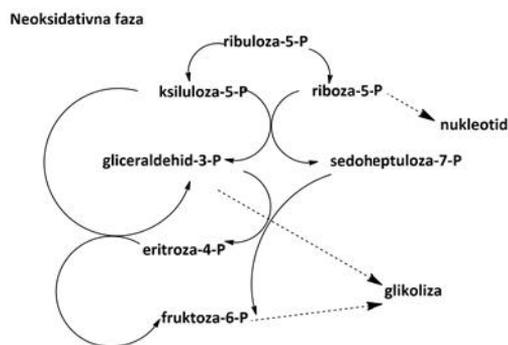 Neoksidativna faza
ribuloza-5-P
ksiluloza-5-P
riboza-5-P
nukleotid
gliceraldehid-3-P
sedoheptuloza-7-P
eritroza-4-P
glikoliza
fruktoza-6-P